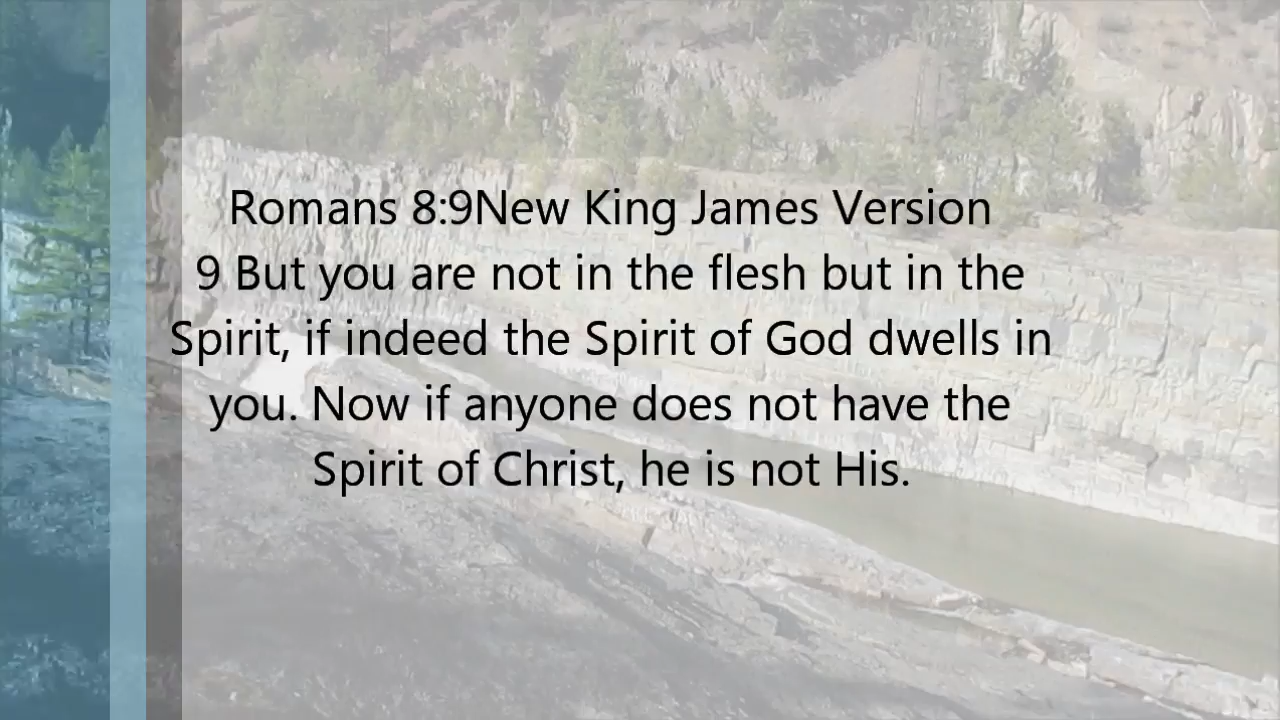 Romans 8:9New King James Version
9 But you are not in the flesh but in the
Spirit, if indeed the Spirit of God dwells in
you. Now if anyone does not have the
Spirit of Christ, he is not His.